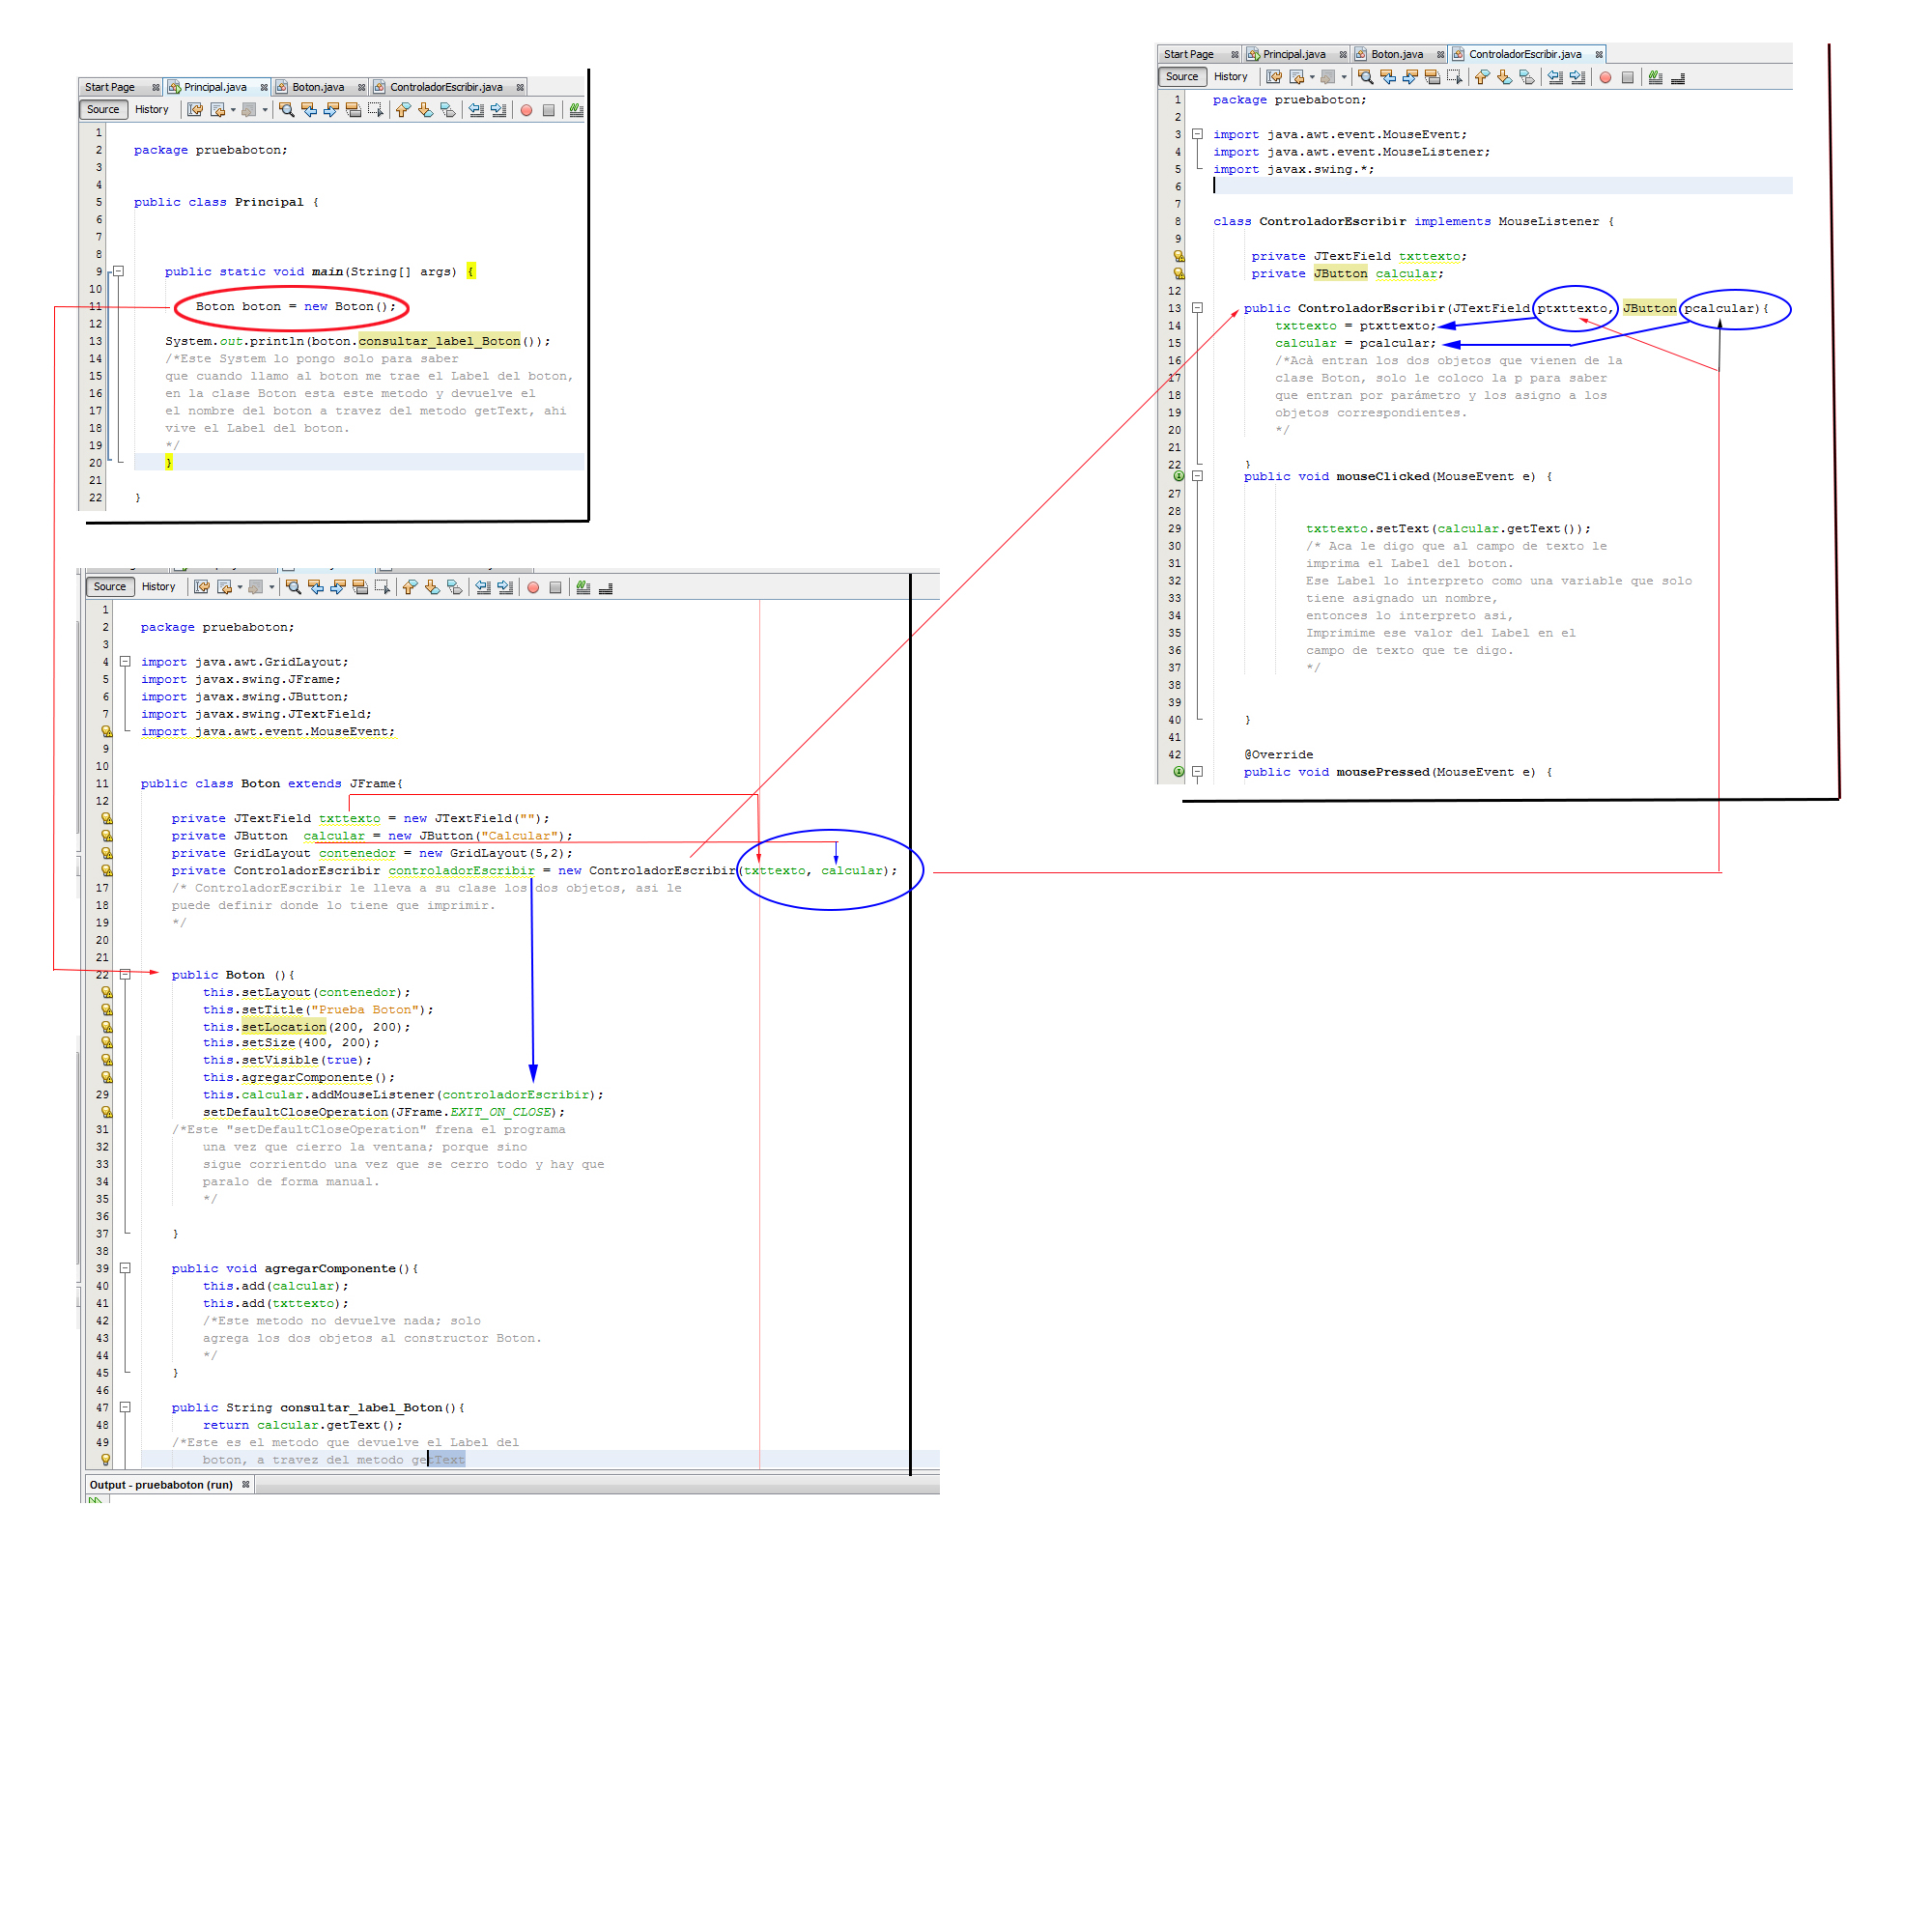 Start Page Principal.java Boton.java ControladorEscribir.java
Source History
1
2 package pruebaboton;
3
4
5 public class Principal {
6
7
8
9 public static void main(String[] args) {
10
11 Boton boton = new Boton();
12
13 System.out.println(boton.consultar_label_Boton());
14 /*Este System lo pongo solo para saber
15 que cuando llamo al boton me trae el Label del boton,
16 en la clase Boton esta este metodo y devuelve el
17 el nombre del boton a travez del metodo getText, ahi
18 vive el Label del boton.
19 */
20 }
21
22 }
Source History
1
2 package pruebaboton;
3
4 import java.awt.GridLayout;
5 import javax.swing.JFrame;
6 import javax.swing.JButton;
7 import javax.swing.JTextField;
import java.awt.event.MouseEvent;
9
10
11 public class Boton extends JFrame{
12
private JTextField txttexto = new JTextField("");
private JButton  calcular = new JButton("Calcular");
private GridLayout contenedor = new GridLayout(5,2);
private ControladorEscribir controladorEscribir = new ControladorEscribir(txttexto, calcular);
17 /* ControladorEscribir le lleva a su clase los dos objetos, asi le
18 puede definir donde lo tiene que imprimir.
19 */
20
21
22 public Boton (){
this.setLayout(contenedor);
this.setTitle("Prueba Boton");
this.setLocation(200, 200);
this.setSize(400, 200);
this.setVisible(true);
this.agregarComponente();
29 this.calcular.addMouseListener(controladorEscribir);
setDefaultCloseOperation(JFrame.EXIT_ON_CLOSE);
31 /*Este "setDefaultCloseOperation" frena el programa
32 una vez que cierro la ventana; porque sino
33 sigue corrientdo una vez que se cerro todo y hay que
34 paralo de forma manual.
35 */
36
37 }
38
39 public void agregarComponente(){
40 this.add(calcular);
41 this.add(txttexto);
42 /*Este metodo no devuelve nada; solo
43 agrega los dos objetos al constructor Boton.
44 */
45 }
46
47 public String consultar_label_Boton(){
48 return calcular.getText();
49 /*Este es el metodo que devuelve el Label del
boton, a travez del metodo getText
Output - pruebaboton (run)
Start Page Principal.java Boton.java ControladorEscribir.java
Source History
1 package pruebaboton;
2
3 import java.awt.event.MouseEvent;
4 import java.awt.event.MouseListener;
5 import javax.swing.*;
6
7
8 class ControladorEscribir implements MouseListener {
9
private JTextField txttexto;
private JButton calcular;
12
13 public ControladorEscribir(JTextField ptxttexto, JButton pcalcular){
14 txttexto = ptxttexto;
15 calcular = pcalcular;
16 /*Acà entran los dos objetos que vienen de la
17 clase Boton, solo le coloco la p para saber
18 que entran por parámetro y los asigno a los
19 objetos correspondientes.
20 */
21
22 }
public void mouseClicked(MouseEvent e) {
27
28
29 txttexto.setText(calcular.getText());
30 /* Aca le digo que al campo de texto le
31 imprima el Label del boton.
32 Ese Label lo interpreto como una variable que solo
33 tiene asignado un nombre,
34 entonces lo interpreto asi,
35 Imprimime ese valor del Label en el
36 campo de texto que te digo.
37 */
38
39
40 }
41
42 @Override
public void mousePressed(MouseEvent e) {